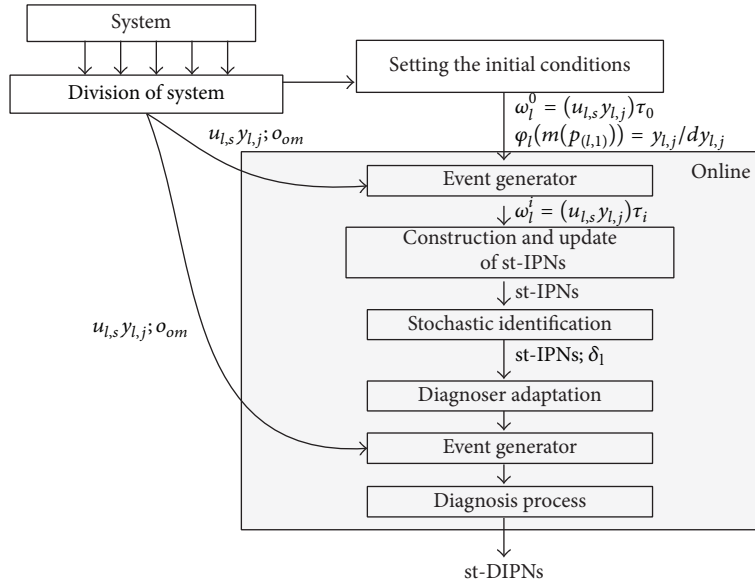 System
Division of system
Setting the initial conditions
ω_l^0 = (u_{l,s} y_{l,j})τ_0
φ_l(m(p_{(l,1)})) = y_{l,j}/dy_{l,j}
u_{l,s} y_{l,j}; o_{om}
Online
Event generator
ω_l^i = (u_{l,s} y_{l,j})τ_i
Construction and update
of st-IPNs
st-IPNs
Stochastic identification
u_{l,s} y_{l,j}; o_{om}
st-IPNs; δ_l
Diagnoser adaptation
Event generator
Diagnosis process
st-DIPNs